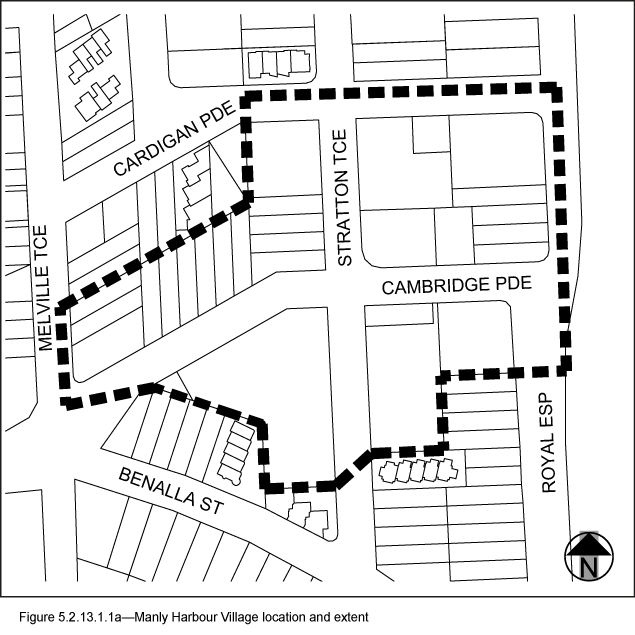 CARDIGAN PDE
STRATTON TCE
MELVILLE TCE
CAMBRIDGE PDE
ROYAL ESP
BENALLA ST
N
Figure 5.2.13.1.1a—Manly Harbour Village location and extent